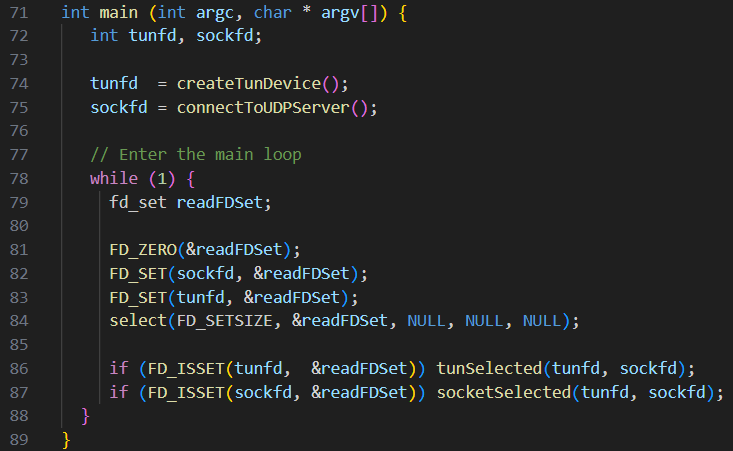 71 int main (int argc, char * argv[]) {
72 int tunfd, sockfd;
73
74 tunfd  = createTunDevice();
75 sockfd = connectToUDPServer();
76
77 // Enter the main loop
78 while (1) {
79 fd_set readFDSet;
80
81 FD_ZERO(&readFDSet);
82 FD_SET(sockfd, &readFDSet);
83 FD_SET(tunfd, &readFDSet);
84 select(FD_SETSIZE, &readFDSet, NULL, NULL, NULL);
85
86 if (FD_ISSET(tunfd,  &readFDSet)) tunSelected(tunfd, sockfd);
87 if (FD_ISSET(sockfd, &readFDSet)) socketSelected(tunfd, sockfd);
88 }
89 }